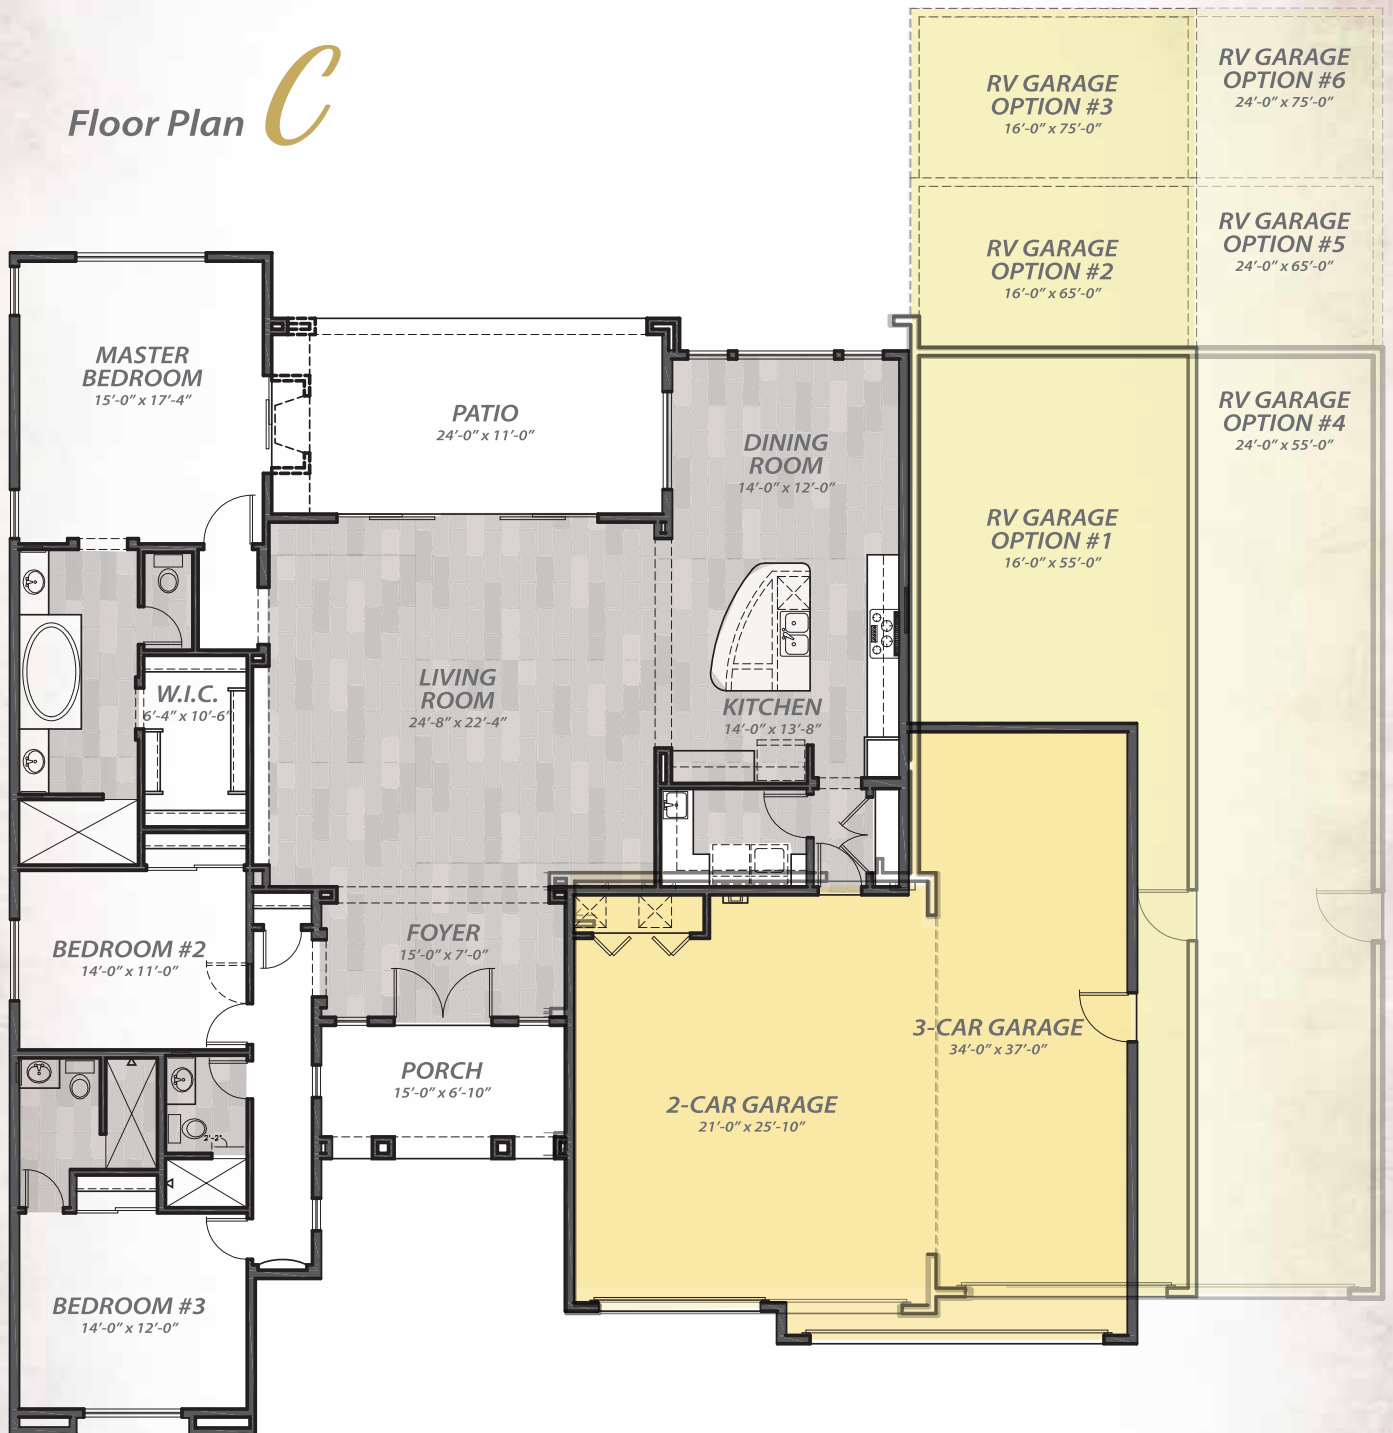 Floor Plan C
RV GARAGE
OPTION #3
16'-0" x 75'-0"
RV GARAGE
OPTION #6
24'-0" x 75'-0"
RV GARAGE
OPTION #2
16'-0" x 65'-0"
RV GARAGE
OPTION #5
24'-0" x 65'-0"
MASTER
BEDROOM
15'-0" x 17'-4"
PATIO
24'-0" x 11'-0"
DINING
ROOM
14'-0" x 12'-0"
RV GARAGE
OPTION #4
24'-0" x 55'-0"
RV GARAGE
OPTION #1
16'-0" x 55'-0"
W.I.C.
6'-4" x 10'-6"
LIVING
ROOM
24'-8" x 22'-4"
KITCHEN
14'-0" x 13'-8"
BEDROOM #2
14'-0" x 11'-0"
FOYER
15'-0" x 7'-0"
3-CAR GARAGE
34'-0" x 37'-0"
PORCH
15'-0" x 6'-10"
2-CAR GARAGE
21'-0" x 25'-10"
2'-2"
BEDROOM #3
14'-0" x 12'-0"